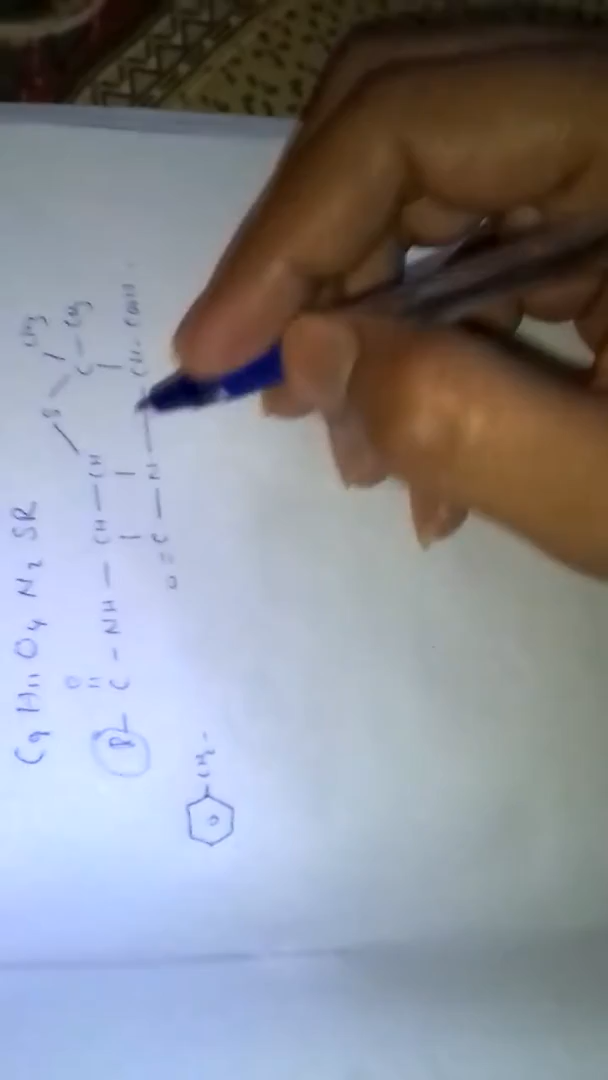 C9 H11 O4 N2 SR
CH3
S C – CH3
O
R – C – NH – CH – CH CH – COOH
O = C – N
CH2 –